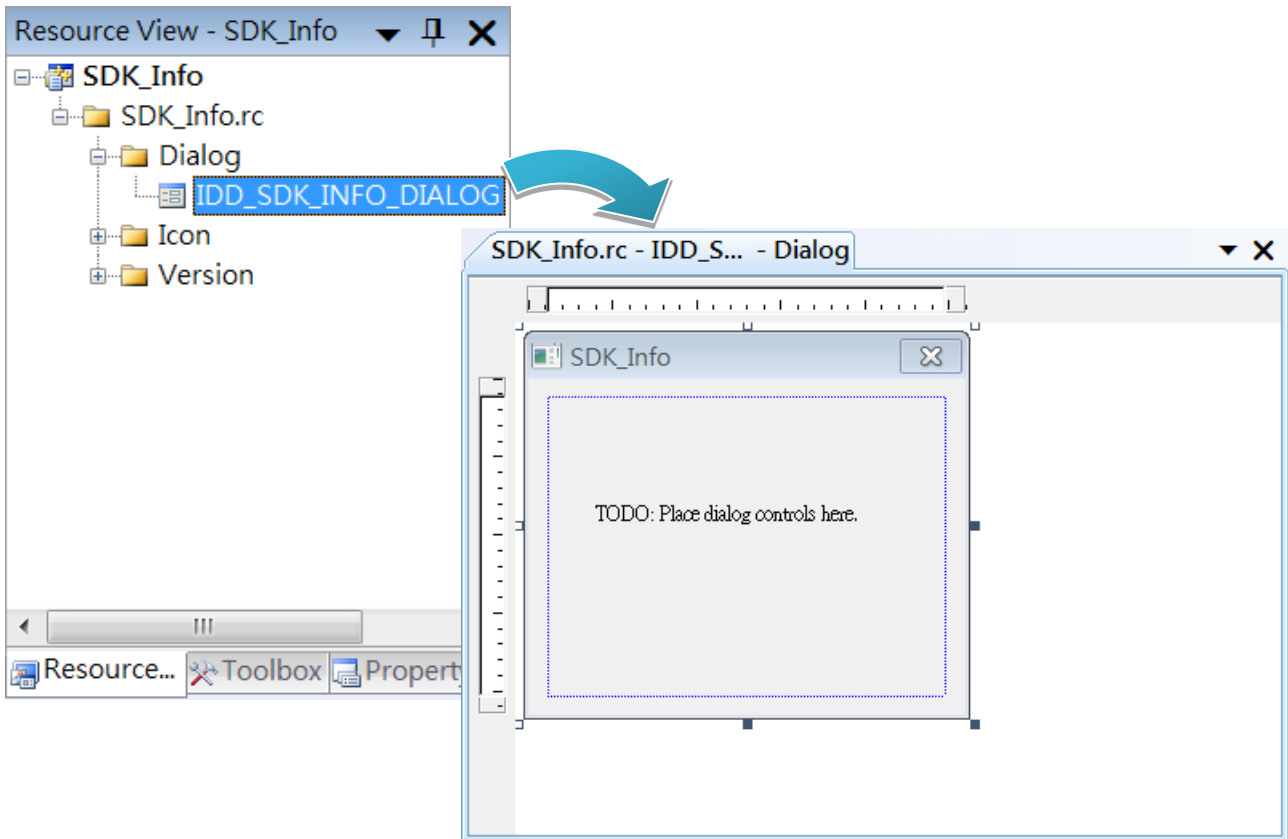 Resource View - SDK_Info
SDK_Info
SDK_Info.rc
Dialog
IDD_SDK_INFO_DIALOG
Icon
Version
Resource... Toolbox Property
SDK_Info.rc - IDD_S... - Dialog
SDK_Info
TODO: Place dialog controls here.